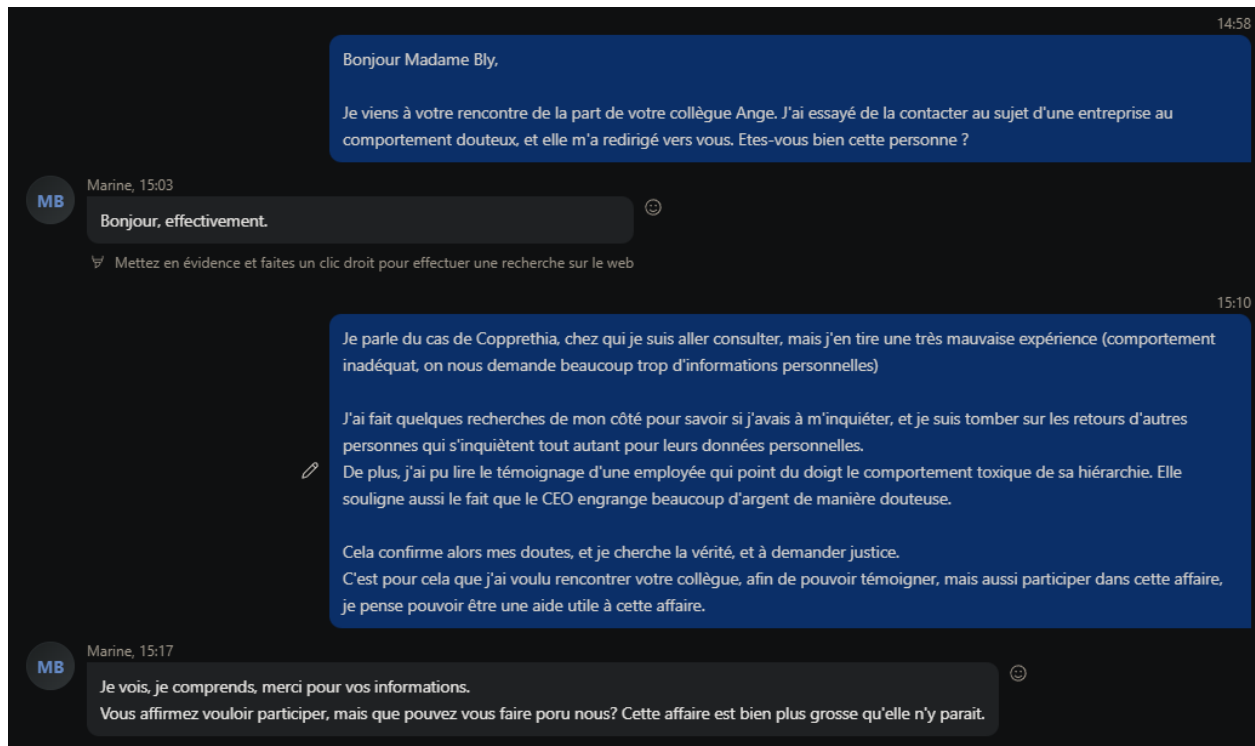 14:58
Bonjour Madame Bly,
Je viens à votre rencontre de la part de votre collègue Ange. J'ai essayé de la contacter au sujet d'une entreprise au
comportement douteux, et elle m'a redirigé vers vous. Etes-vous bien cette personne ?
Marine, 15:03
MB
Bonjour, effectivement.
Mettez en évidence et faites un clic droit pour effectuer une recherche sur le web
15:10
Je parle du cas de Copprethia, chez qui je suis aller consulter, mais j'en tire une très mauvaise expérience (comportement
inadéquat, on nous demande beaucoup trop d'informations personnelles)
J'ai fait quelques recherches de mon côté pour savoir si j'avais à m'inquiéter, et je suis tomber sur les retours d'autres
personnes qui s'inquiètent tout autant pour leurs données personnelles.
De plus, j'ai pu lire le témoignage d'une employée qui point du doigt le comportement toxique de sa hiérarchie. Elle
souligne aussi le fait que le CEO engrange beaucoup d'argent de manière douteuse.
Cela confirme alors mes doutes, et je cherche la vérité, et à demander justice.
C'est pour cela que j'ai voulu rencontrer votre collègue, afin de pouvoir témoigner, mais aussi participer dans cette affaire,
je pense pouvoir être une aide utile à cette affaire.
Marine, 15:17
MB
Je vois, je comprends, merci pour vos informations.
Vous affirmez vouloir participer, mais que pouvez vous faire poru nous? Cette affaire est bien plus grosse qu'elle n'y parait.